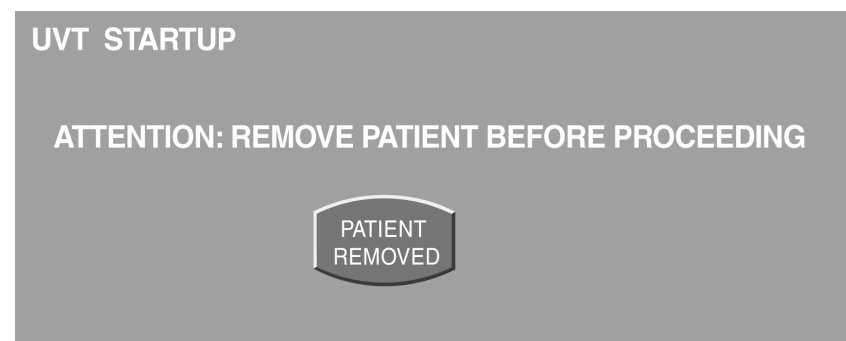 UVT STARTUP
ATTENTION: REMOVE PATIENT BEFORE PROCEEDING
PATIENT
REMOVED